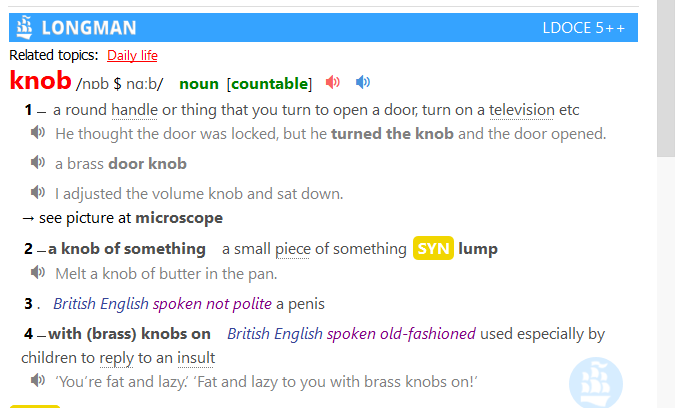 LONGMAN LDOCE 5++
Related topics: Daily life
knob /nɒb $ nɑːb/ noun [countable]
1 – a round handle or thing that you turn to open a door, turn on a television etc
He thought the door was locked, but he turned the knob and the door opened.
a brass door knob
I adjusted the volume knob and sat down.
→ see picture at microscope
2 – a knob of something a small piece of something SYN lump
Melt a knob of butter in the pan.
3 . British English spoken not polite a penis
4 – with (brass) knobs on British English spoken old-fashioned used especially by
children to reply to an insult
‘You’re fat and lazy.’ ‘Fat and lazy to you with brass knobs on!’